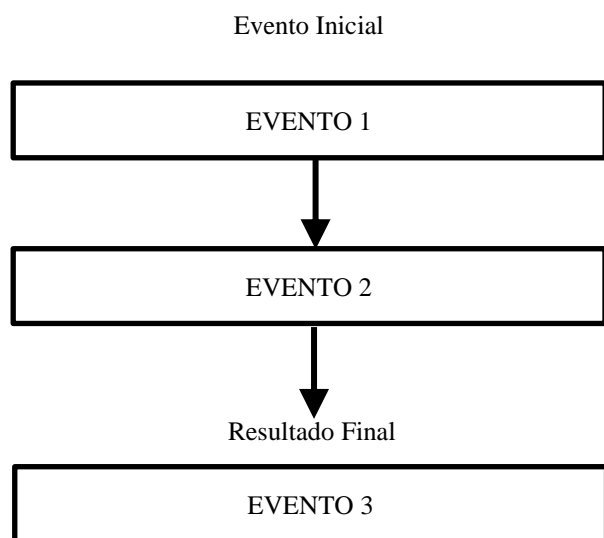 Evento Inicial
EVENTO 1
EVENTO 2
Resultado Final
EVENTO 3